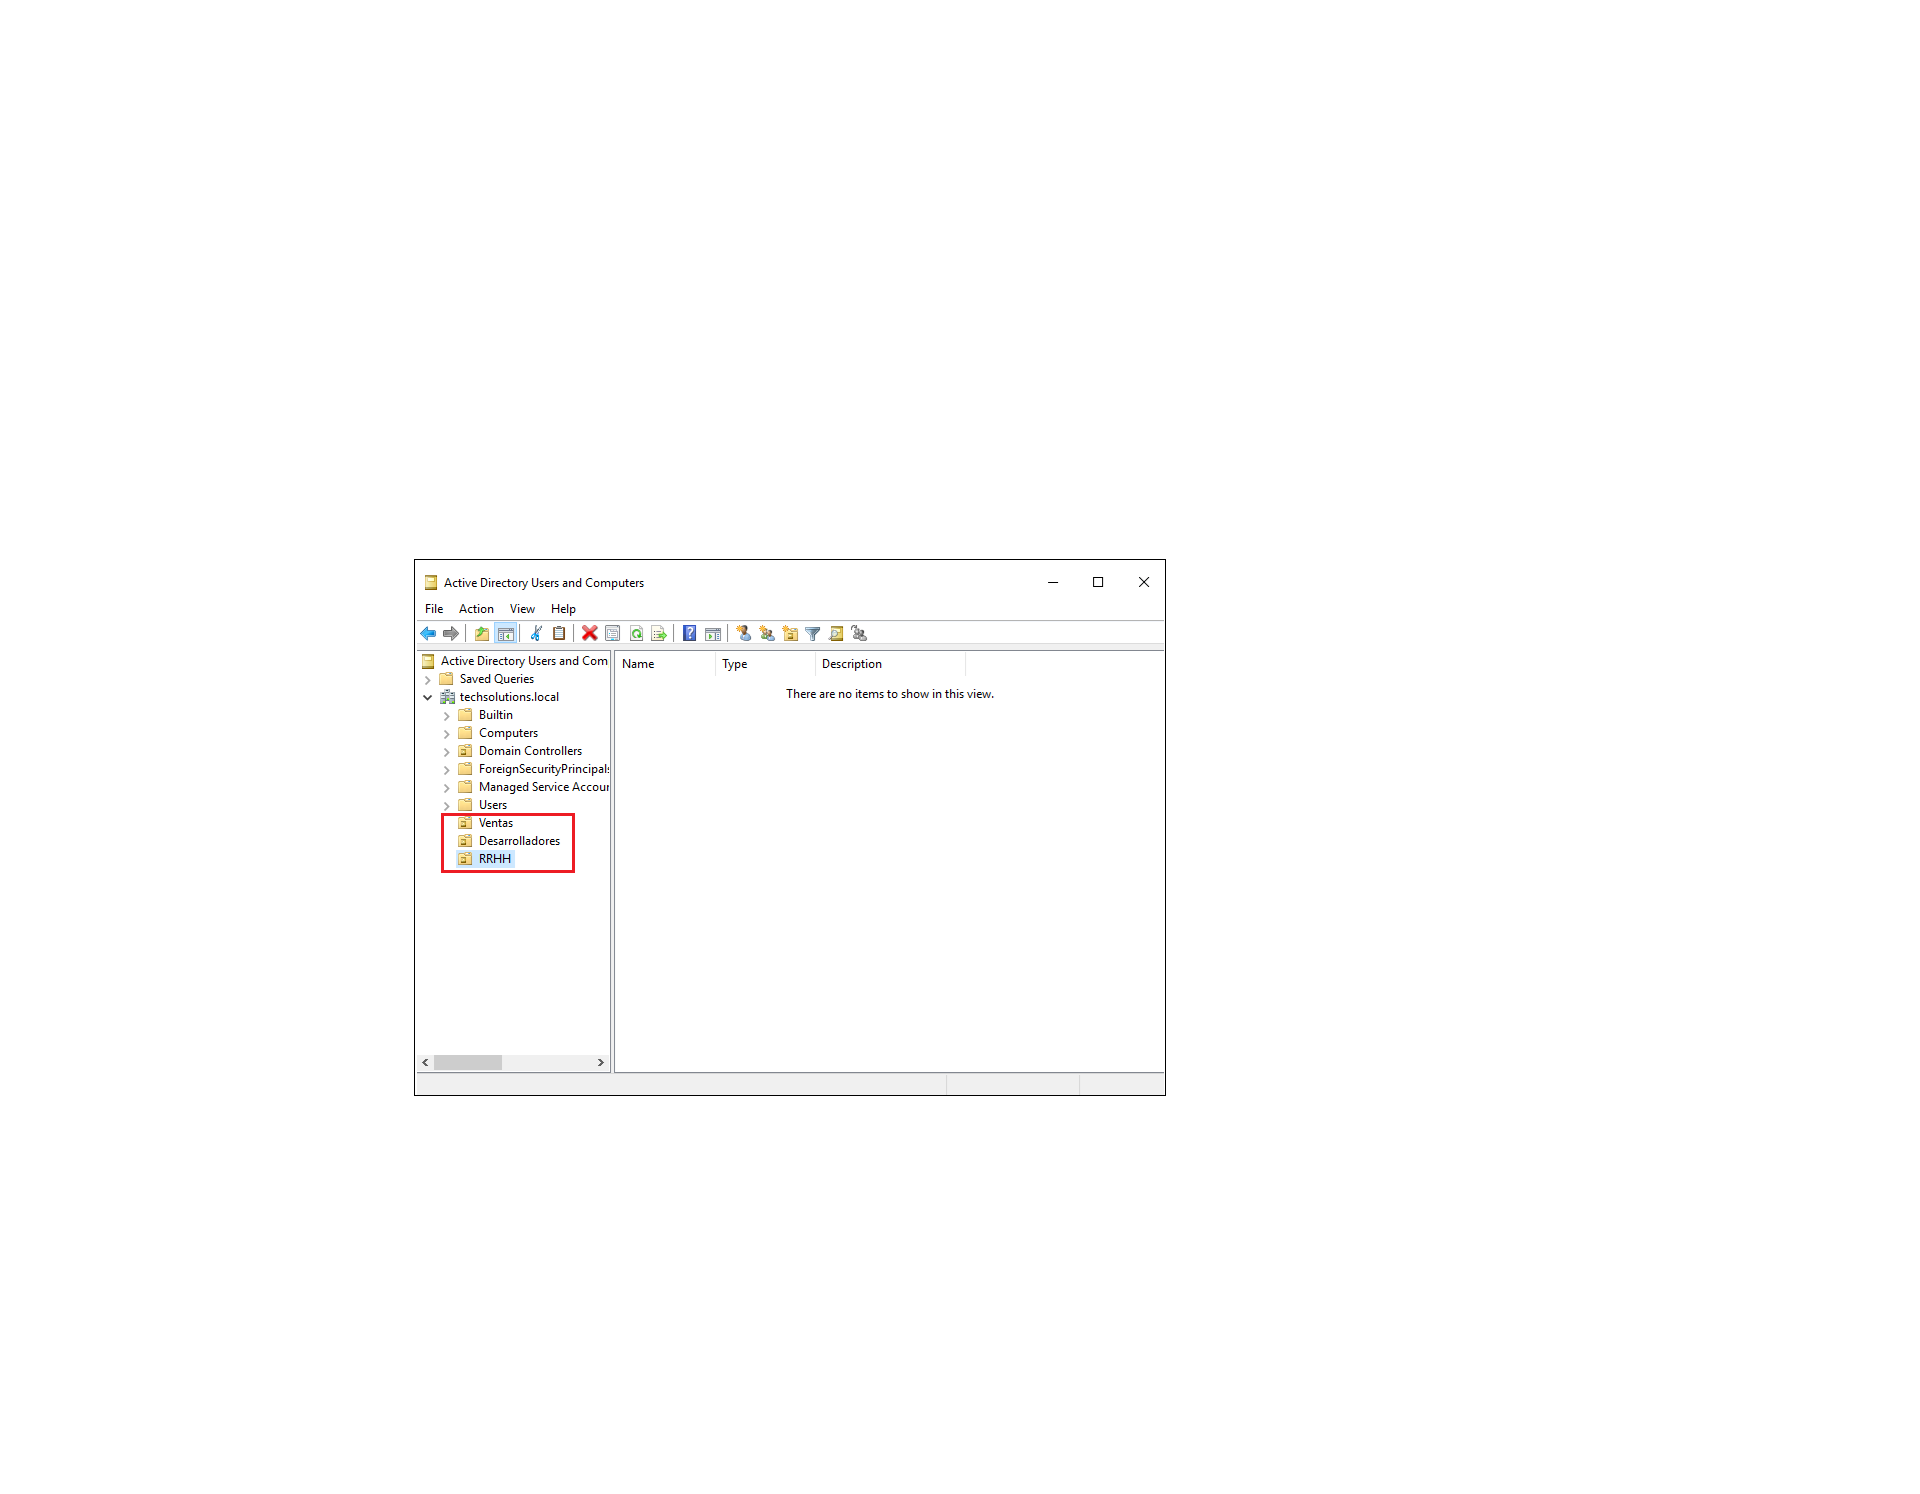 Active Directory Users and Computers
File Action View Help
Active Directory Users and Com
Saved Queries
techsolutions.local
Builtin
Computers
Domain Controllers
ForeignSecurityPrincipals
Managed Service Accour
Users
Ventas
Desarrolladores
RRHH
Name Type Description
There are no items to show in this view.